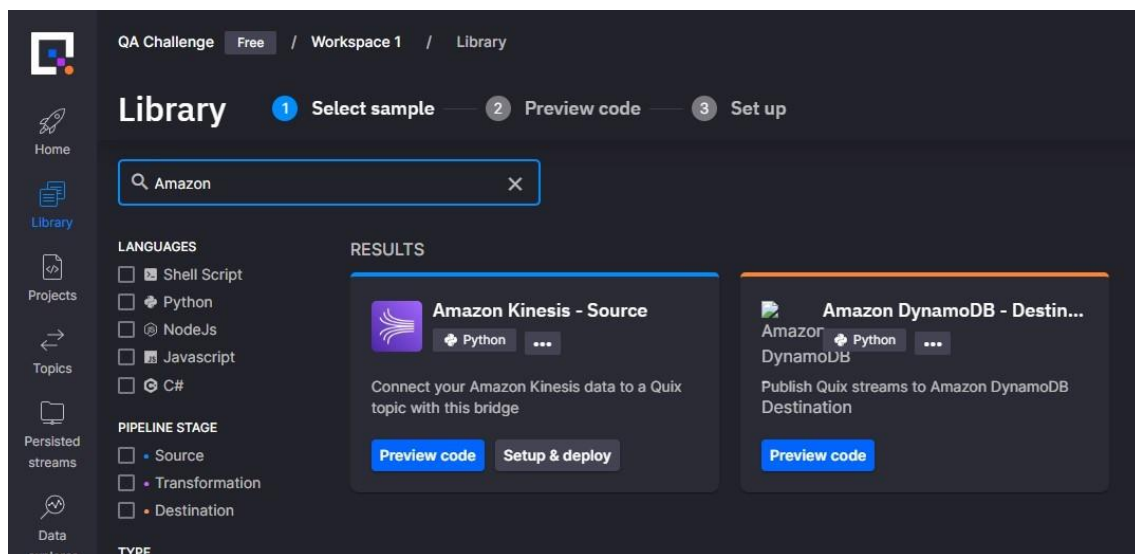 QA Challenge Free / Workspace 1 / Library
Library 1 Select sample 2 Preview code 3 Set up
Home
Library
Projects
Topics
Persisted
streams
Data
Amazon
LANGUAGES
Shell Script
Python
NodeJs
Javascript
C#
PIPELINE STAGE
Source
Transformation
Destination
TYPE
RESULTS
Amazon Kinesis - Source
Python ...
Connect your Amazon Kinesis data to a Quix
topic with this bridge
Preview code Setup & deploy
Amazon
DynamoDB
Amazon DynamoDB - Destin...
Python ...
Publish Quix streams to Amazon DynamoDB
Destination
Preview code